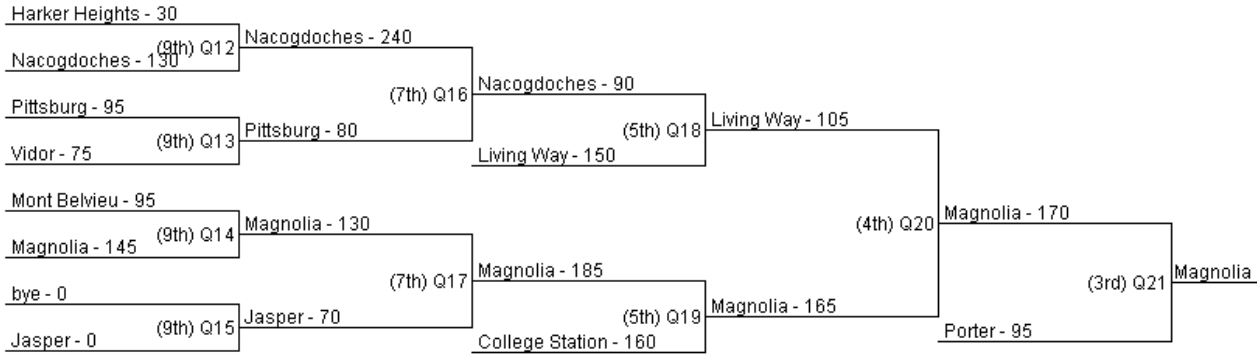 Harker Heights - 30
(9th) Q12
Nacogdoches - 130
Nacogdoches - 240
Pittsburg - 95
(9th) Q13
Vidor - 75
(7th) Q16
Pittsburg - 80
Nacogdoches - 90
(5th) Q18
Living Way - 150
Living Way - 105
Mont Belvieu - 95
(9th) Q14
Magnolia - 145
Magnolia - 130
bye - 0
(9th) Q15
Jasper - 0
(7th) Q17
Jasper - 70
Magnolia - 185
(5th) Q19
College Station - 160
Magnolia - 165
(4th) Q20
Magnolia - 170
(3rd) Q21
Porter - 95
Magnolia